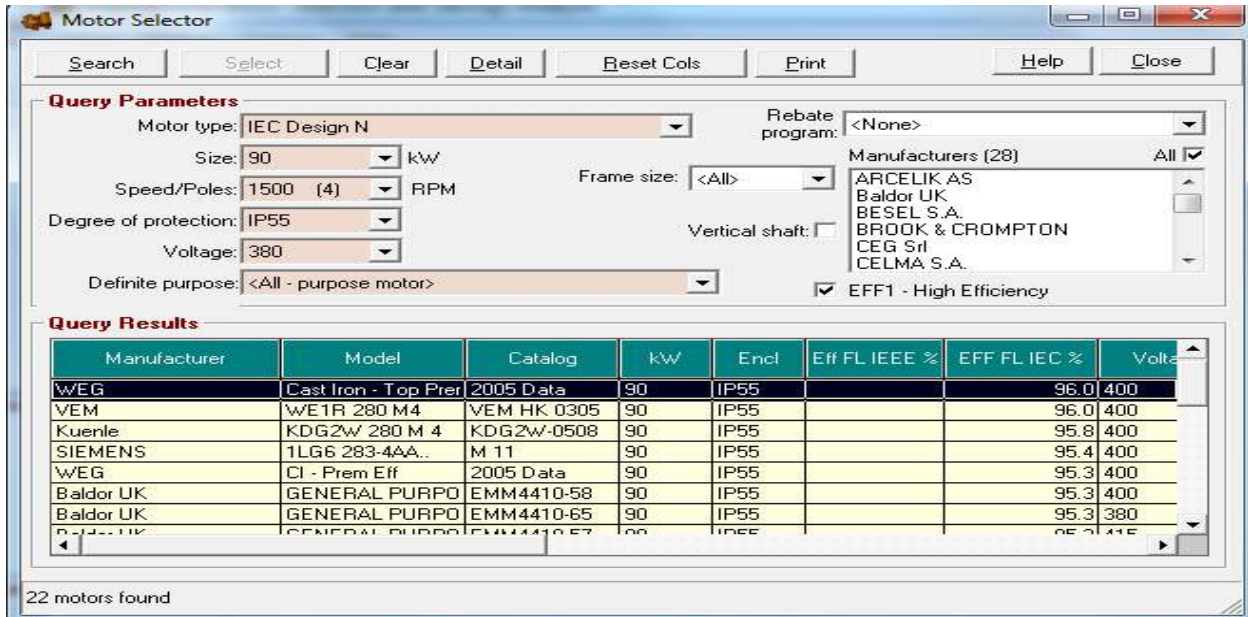 Motor Selector
Search Select Clear Detail Reset Cols Print Help Close
Query Parameters
Motor type: IEC Design N
Rebate program: <None>
Size: 90 kW
Manufacturers (28) All
Speed/Poles: 1500 (4) RPM
Frame size: <All>
ARCELIK AS
Baldor UK
BESEL S.A.
BROOK & CROMPTON
CEG Srl
CELMA S.A.
Degree of protection: IP55
Vertical shaft:
Voltage: 380
Definite purpose: <All - purpose motor>
EFF1 - High Efficiency
Query Results
Manufacturer Model Catalog kW Encl Eff FL IEEE % EFF FL IEC % Volta
WEG Cast Iron - Top Prer 2005 Data 90 IP55 96.0 400
VEM WE1R 280 M4 VEM HK 0305 90 IP55 96.0 400
Kuenle KDG2W 280 M 4 KDG2W-0508 90 IP55 95.8 400
SIEMENS 1LG6 283-4AA.. M 11 90 IP55 95.4 400
WEG CI - Prem Eff 2005 Data 90 IP55 95.3 400
Baldor UK GENERAL PURPO EMM4410-58 90 IP55 95.3 400
Baldor UK GENERAL PURPO EMM4410-65 90 IP55 95.3 380
22 motors found